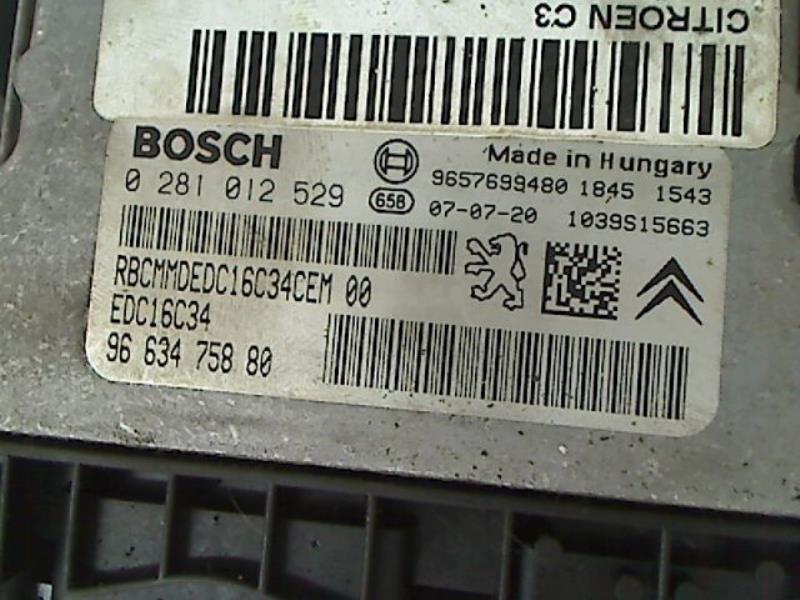 CITROEN C3
BOSCH
Made in Hungary
0 281 012 529
9657699480 1845 1543
658 07-07-20 1039S15663
RBCMMDEDC16C34CEM 00
EDC16C34
96 634 758 80